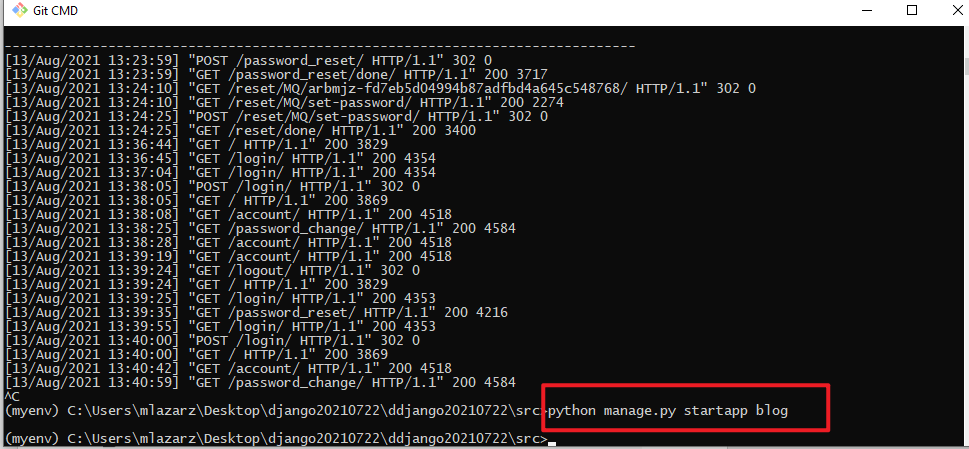 Git CMD
-------------------------------------------------------------------------------
[13/Aug/2021 13:23:59] "POST /password_reset/ HTTP/1.1" 302 0
[13/Aug/2021 13:23:59] "GET /password_reset/done/ HTTP/1.1" 200 3717
[13/Aug/2021 13:24:10] "GET /reset/MQ/arbmjz-fd7eb5d04994b87adfbd4a645c548768/ HTTP/1.1" 302 0
[13/Aug/2021 13:24:10] "GET /reset/MQ/set-password/ HTTP/1.1" 200 2274
[13/Aug/2021 13:24:25] "POST /reset/MQ/set-password/ HTTP/1.1" 302 0
[13/Aug/2021 13:24:25] "GET /reset/done/ HTTP/1.1" 200 3400
[13/Aug/2021 13:36:44] "GET / HTTP/1.1" 200 3829
[13/Aug/2021 13:36:45] "GET /login/ HTTP/1.1" 200 4354
[13/Aug/2021 13:37:04] "GET /login/ HTTP/1.1" 200 4354
[13/Aug/2021 13:38:05] "POST /login/ HTTP/1.1" 302 0
[13/Aug/2021 13:38:05] "GET / HTTP/1.1" 200 3869
[13/Aug/2021 13:38:08] "GET /account/ HTTP/1.1" 200 4518
[13/Aug/2021 13:38:25] "GET /password_change/ HTTP/1.1" 200 4584
[13/Aug/2021 13:38:28] "GET /account/ HTTP/1.1" 200 4518
[13/Aug/2021 13:39:19] "GET /account/ HTTP/1.1" 200 4518
[13/Aug/2021 13:39:24] "GET /logout/ HTTP/1.1" 302 0
[13/Aug/2021 13:39:24] "GET / HTTP/1.1" 200 3829
[13/Aug/2021 13:39:25] "GET /login/ HTTP/1.1" 200 4353
[13/Aug/2021 13:39:35] "GET /password_reset/ HTTP/1.1" 200 4216
[13/Aug/2021 13:39:55] "GET /login/ HTTP/1.1" 200 4353
[13/Aug/2021 13:40:00] "POST /login/ HTTP/1.1" 302 0
[13/Aug/2021 13:40:00] "GET / HTTP/1.1" 200 3869
[13/Aug/2021 13:40:42] "GET /account/ HTTP/1.1" 200 4518
[13/Aug/2021 13:40:59] "GET /password_change/ HTTP/1.1" 200 4584
^C
(myenv) C:\Users\mlazarz\Desktop\django20210722\ddjango20210722\src>python manage.py startapp blog
(myenv) C:\Users\mlazarz\Desktop\django20210722\ddjango20210722\src>